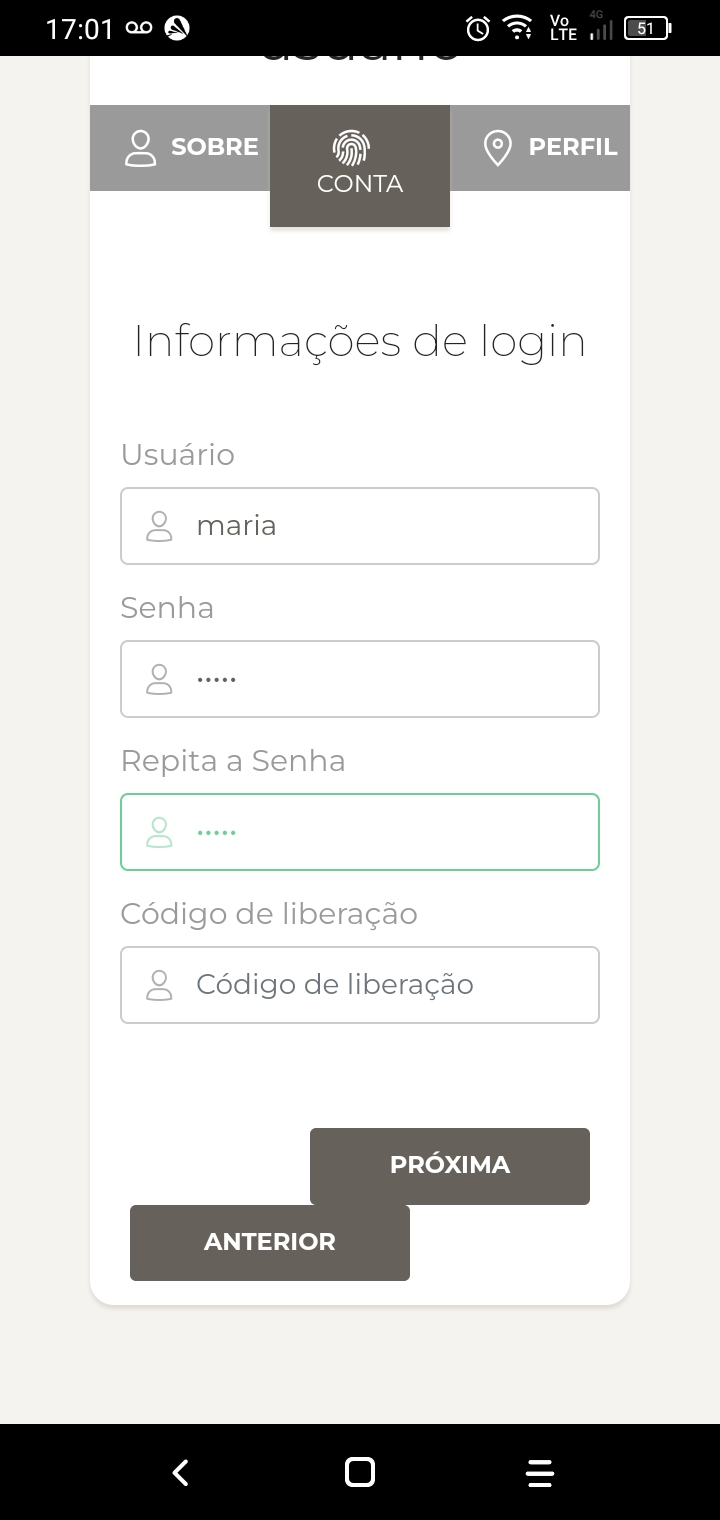 17:01
Vo
LTE
4G
51
SOBRE
CONTA
PERFIL
Informações de login
Usuário
maria
Senha
•••••
Repita a Senha
•••••
Código de liberação
Código de liberação
PRÓXIMA
ANTERIOR